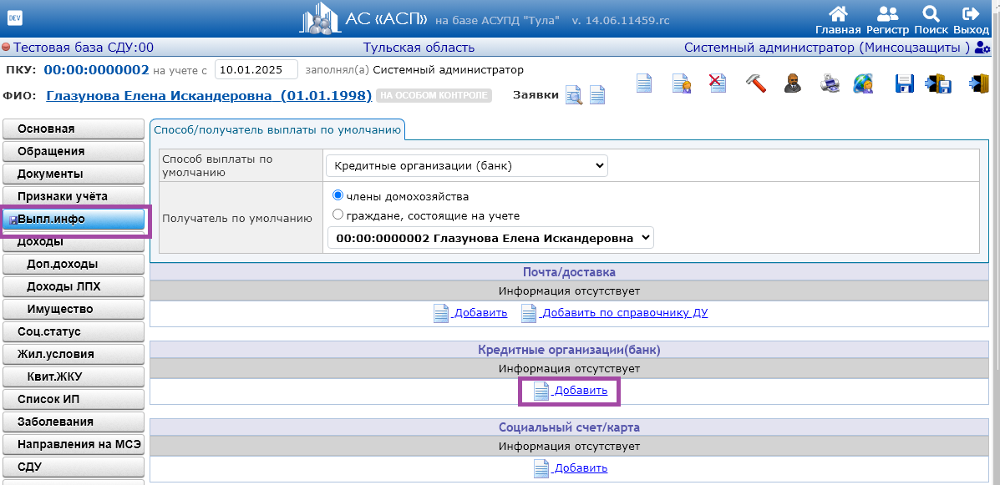 DEV
АС «АСП» на базе АСУПД "Тула" v. 14.06.11459.rc
Главная Регистр Поиск Выход
Тестовая база СДУ:00
Тульская область
Системный администратор (Минсоцзащиты )
ПКУ: 00:00:0000002 на учете с 10.01.2025 заполнял(а) Системный администратор
ФИО: Глазунова Елена Искандеровна (01.01.1998) НА ОСОБОМ КОНТРОЛЕ Заявки
Основная
Обращения
Документы
Признаки учёта
Выпл.инфо
Доходы
Доп.доходы
Доходы ЛПХ
Имущество
Соц.статус
Жил.условия
Квит.ЖКУ
Список ИП
Заболевания
Направления на МСЭ
СДУ
Способ/получатель выплаты по умолчанию
Способ выплаты по
умолчанию
Кредитные организации (банк)
Получатель по умолчанию
члены домохозяйства
граждане, состоящие на учете
00:00:0000002 Глазунова Елена Искандеровна
Почта/доставка
Информация отсутствует
Добавить Добавить по справочнику ДУ
Кредитные организации(банк)
Информация отсутствует
Добавить
Социальный счет/карта
Информация отсутствует
Добавить